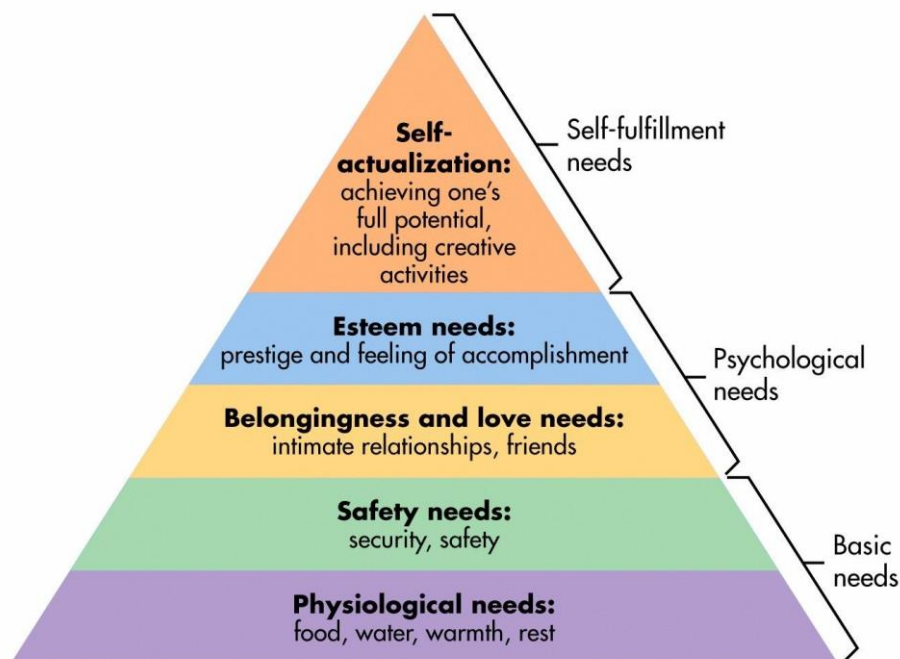 Self-
actualization:
achieving one's
full potential,
including creative
activities
Self-fulfillment
needs
Esteem needs:
prestige and feeling of accomplishment
Belongingness and love needs:
intimate relationships, friends
Psychological
needs
Safety needs:
security, safety
Physiological needs:
food, water, warmth, rest
Basic
needs